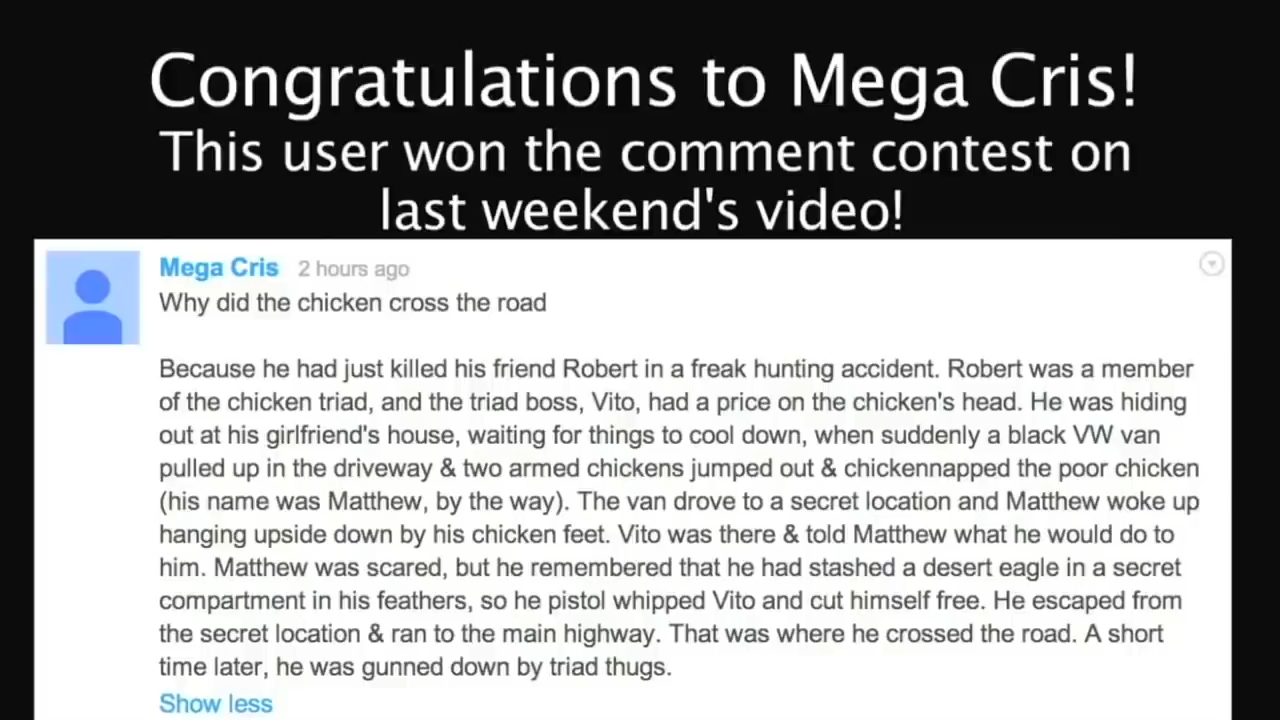 Congratulations to Mega Cris!
This user won the comment contest on
last weekend's video!
Mega Cris 2 hours ago
Why did the chicken cross the road
Because he had just killed his friend Robert in a freak hunting accident. Robert was a member
of the chicken triad, and the triad boss, Vito, had a price on the chicken's head. He was hiding
out at his girlfriend's house, waiting for things to cool down, when suddenly a black VW van
pulled up in the driveway & two armed chickens jumped out & chickennapped the poor chicken
(his name was Matthew, by the way). The van drove to a secret location and Matthew woke up
hanging upside down by his chicken feet. Vito was there & told Matthew what he would do to
him. Matthew was scared, but he remembered that he had stashed a desert eagle in a secret
compartment in his feathers, so he pistol whipped Vito and cut himself free. He escaped from
the secret location & ran to the main highway. That was where he crossed the road. A short
time later, he was gunned down by triad thugs.
Show less